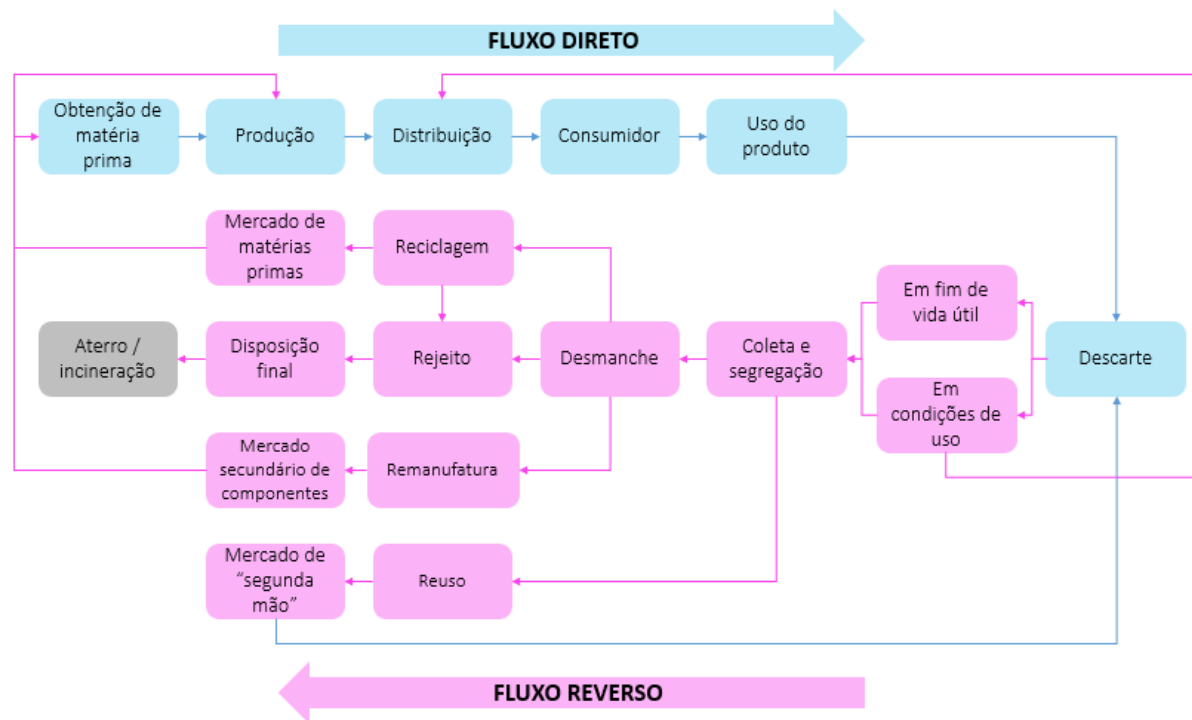 FLUXO DIRETO
Obtenção de
matéria
prima
Produção
Distribuição
Consumidor
Uso do
produto
Mercado de
matérias
primas
Reciclagem
Em fim de
vida útil
Aterro /
incineração
Disposição
final
Rejeito
Desmanche
Coleta e
segregação
Descarte
Em
condições de
uso
Mercado
secundário de
componentes
Remanufatura
Mercado de
“segunda
mão”
Reuso
FLUXO REVERSO